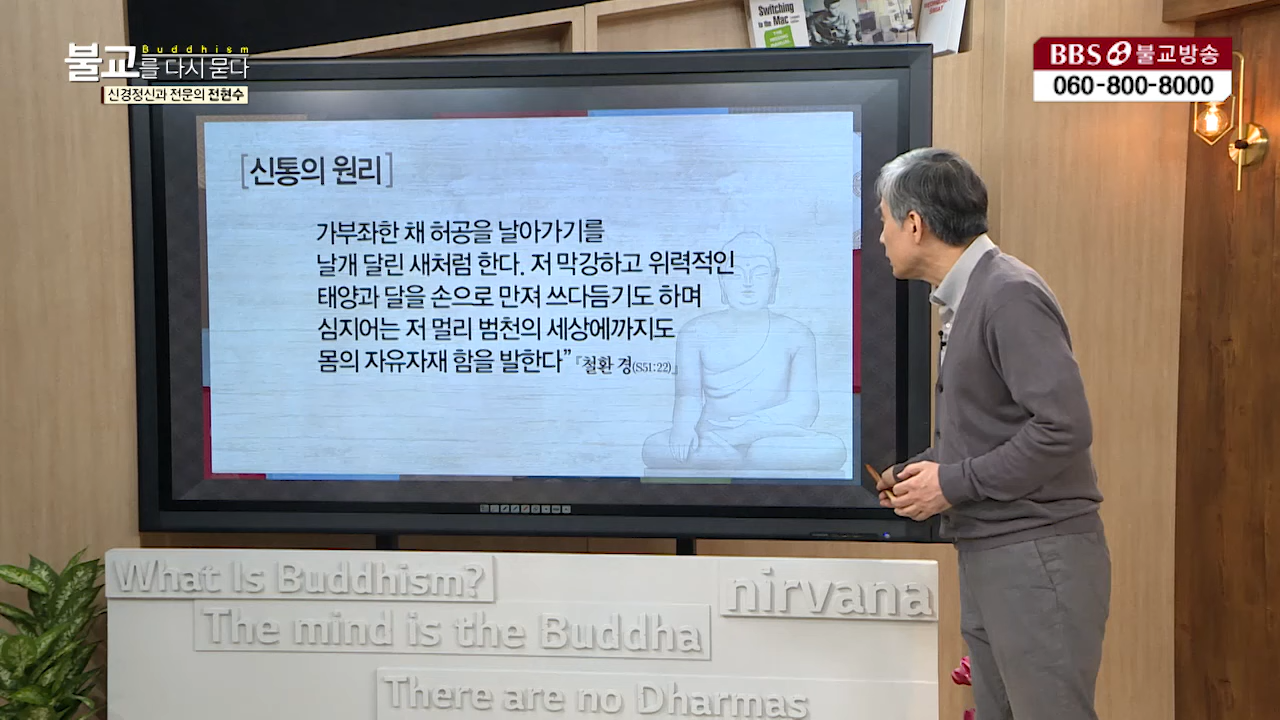 Buddhism
불교를 다시 묻다
신경정신과 전문의 전현수
BBS 불교방송
060-800-8000
Switching
to the Mac
[신통의 원리]
가부좌한 채 허공을 날아가기를
날개 달린 새처럼 한다. 저 막강하고 위력적인
태양과 달을 손으로 만져 쓰다듬기도 하며
심지어는 저 멀리 범천의 세상에까지도
몸의 자유자재 함을 발한다” 『철환 경(S51:22)』
What Is Buddhism?
nirvana
The mind is the Buddha
There are no Dharmas